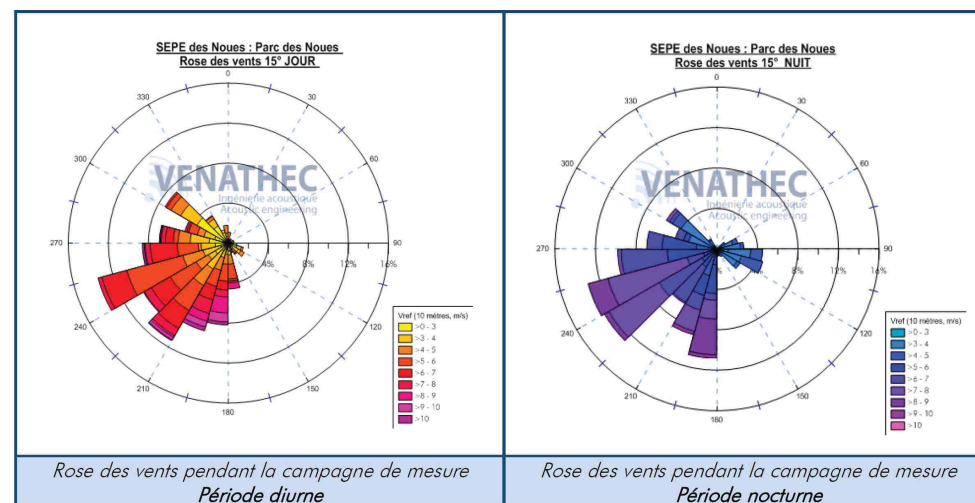 SEPE des Noues : Parc des Noues
Rose des vents 15° JOUR
0
30
60
90
120
150
180
210
240
270
300
330
4%
8%
12%
16%
VENATHEC
Ingénierie acoustique
Acoustic engineering
Vref (10 mètres, m/s)
>0 - 3
>3 - 4
>4 - 5
>5 - 6
>6 - 7
>7 - 8
>8 - 9
>9 - 10
>10
Rose des vents pendant la campagne de mesure
Période diurne
SEPE des Noues : Parc des Noues
Rose des vents 15° NUIT
0
30
60
90
120
150
180
210
240
270
300
330
8%
12%
16%
VENATHEC
Ingénierie acoustique
Acoustic engineering
Vref (10 mètres, m/s)
>0 - 3
>3 - 4
>4 - 5
>5 - 6
>6 - 7
>7 - 8
>8 - 9
>9 - 10
>10
Rose des vents pendant la campagne de mesure
Période nocturne